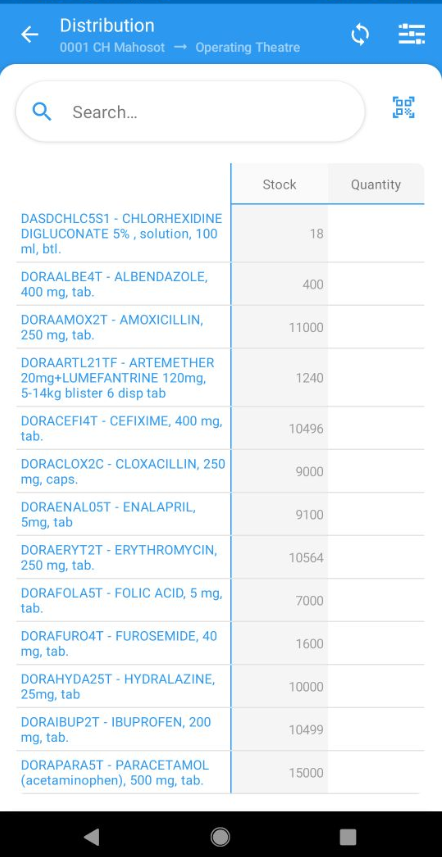 Distribution
0001 CH Mahosot → Operating Theatre
Search...
Stock Quantity
DASDCHLC5S1 - CHLORHEXIDINE
DIGLUCONATE 5% , solution, 100
ml, btl.
18
DORAALBE4T - ALBENDAZOLE,
400 mg, tab.
400
DORAAMOX2T - AMOXICILLIN,
250 mg, tab.
11000
DORAARTL21TF - ARTEMETHER
20mg+LUMEFANTRINE 120mg,
5-14kg blister 6 disp tab
1240
DORACEFI4T - CEFIXIME, 400 mg,
tab.
10496
DORACLOX2C - CLOXACILLIN, 250
mg, caps.
9000
DORAENAL05T - ENALAPRIL,
5mg, tab
9100
DORAERYT2T - ERYTHROMYCIN,
250 mg, tab.
10564
DORAFOLA5T - FOLIC ACID, 5 mg,
tab.
7000
DORAFURO4T - FUROSEMIDE, 40
mg, tab.
1600
DORAHYDA25T - HYDRALAZINE,
25mg, tab
10000
DORAIBUP2T - IBUPROFEN, 200
mg, tab.
10499
DORAPARA5T - PARACETAMOL
(acetaminophen), 500 mg, tab.
15000